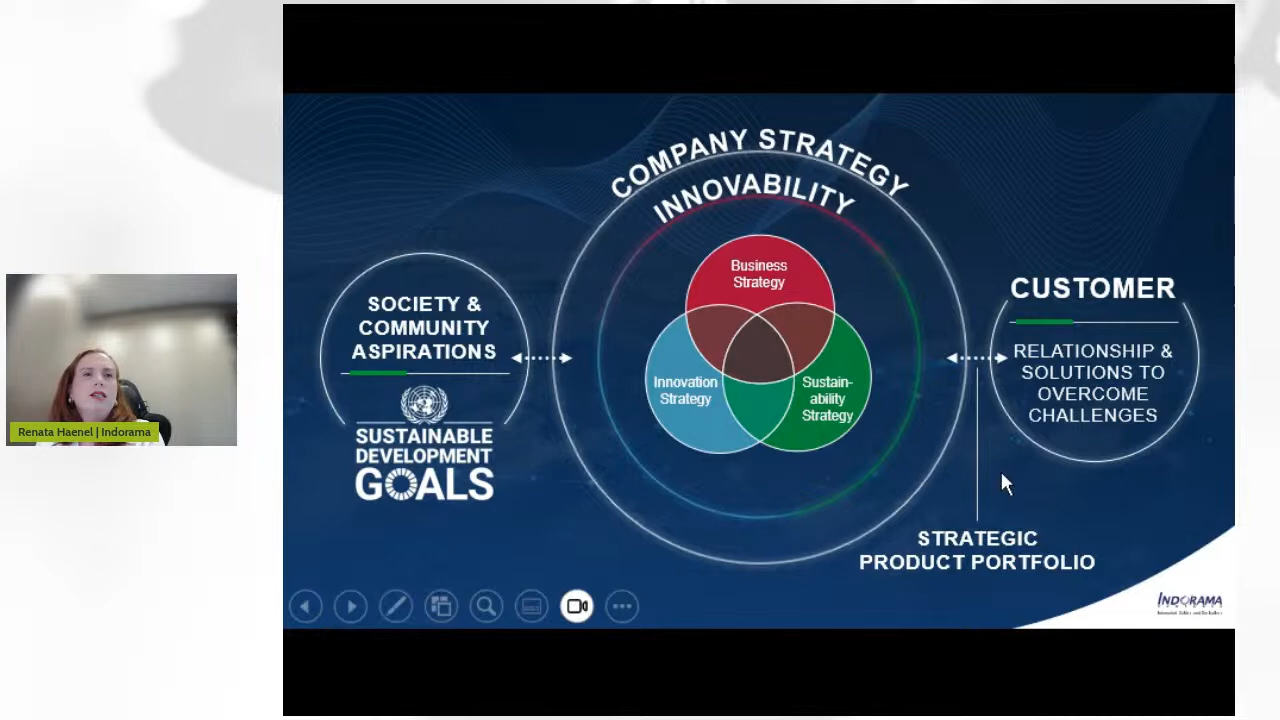 COMPANY STRATEGY
INNOVABILITY
Business
Strategy
Innovation
Strategy
Sustain-
ability
Strategy
SOCIETY &
COMMUNITY
ASPIRATIONS
SUSTAINABLE
DEVELOPMENT
GOALS
CUSTOMER
RELATIONSHIP &
SOLUTIONS TO
OVERCOME
CHALLENGES
STRATEGIC
PRODUCT PORTFOLIO
INDORAMA
Renata Haenel | Indorama